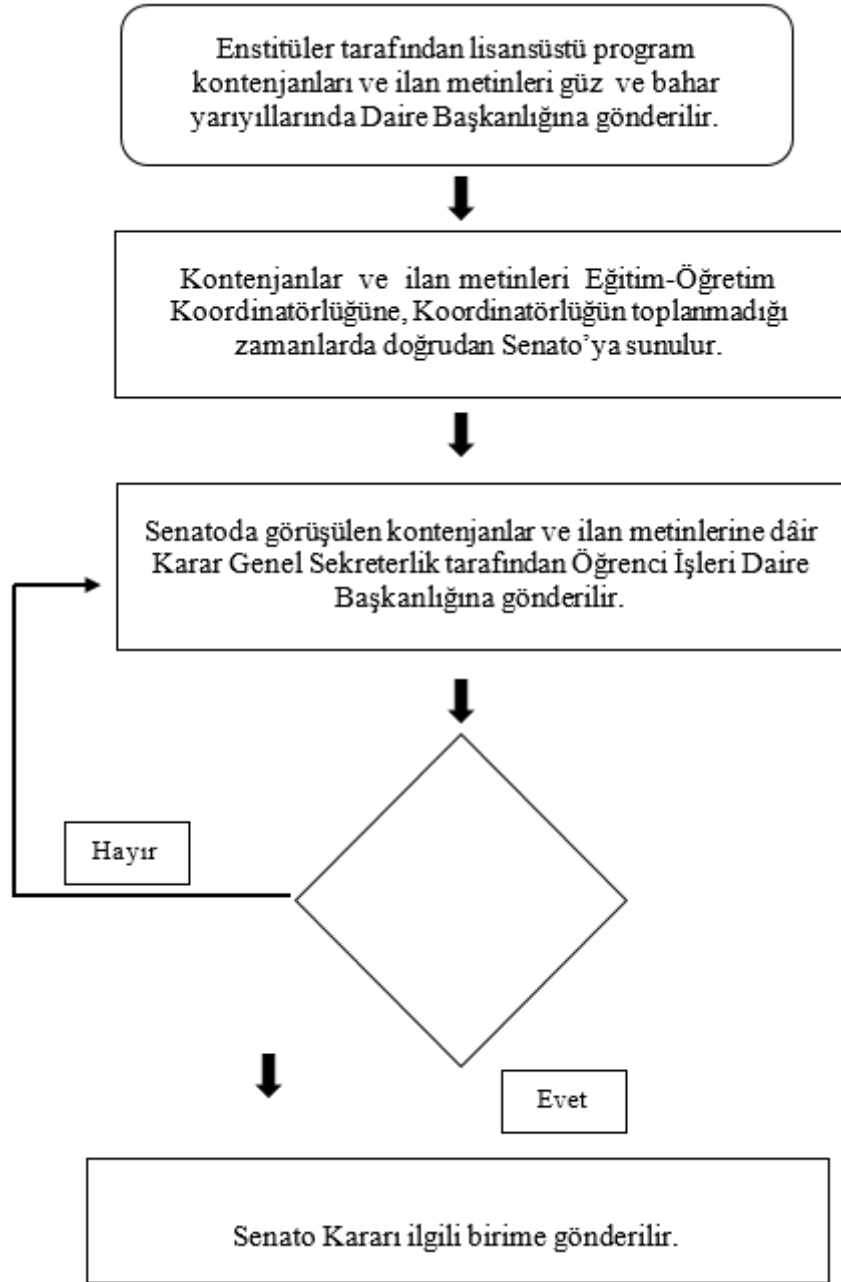 Enstitüler tarafından lisansüstü program
kontenjanları ve ilan metinleri güz ve bahar
yarıyıllarında Daire Başkanlığına gönderilir.
Kontenjanlar ve ilan metinleri Eğitim-Öğretim
Koordinatörlüğüne, Koordinatörlüğün toplanmadığı
zamanlarda doğrudan Senato’ya sunulur.
Senatoda görüşülen kontenjanlar ve ilan metinlerine dâir
Karar Genel Sekreterlik tarafından Öğrenci İşleri Daire
Başkanlığına gönderilir.
Hayır
Evet
Senato Kararı ilgili birime gönderilir.